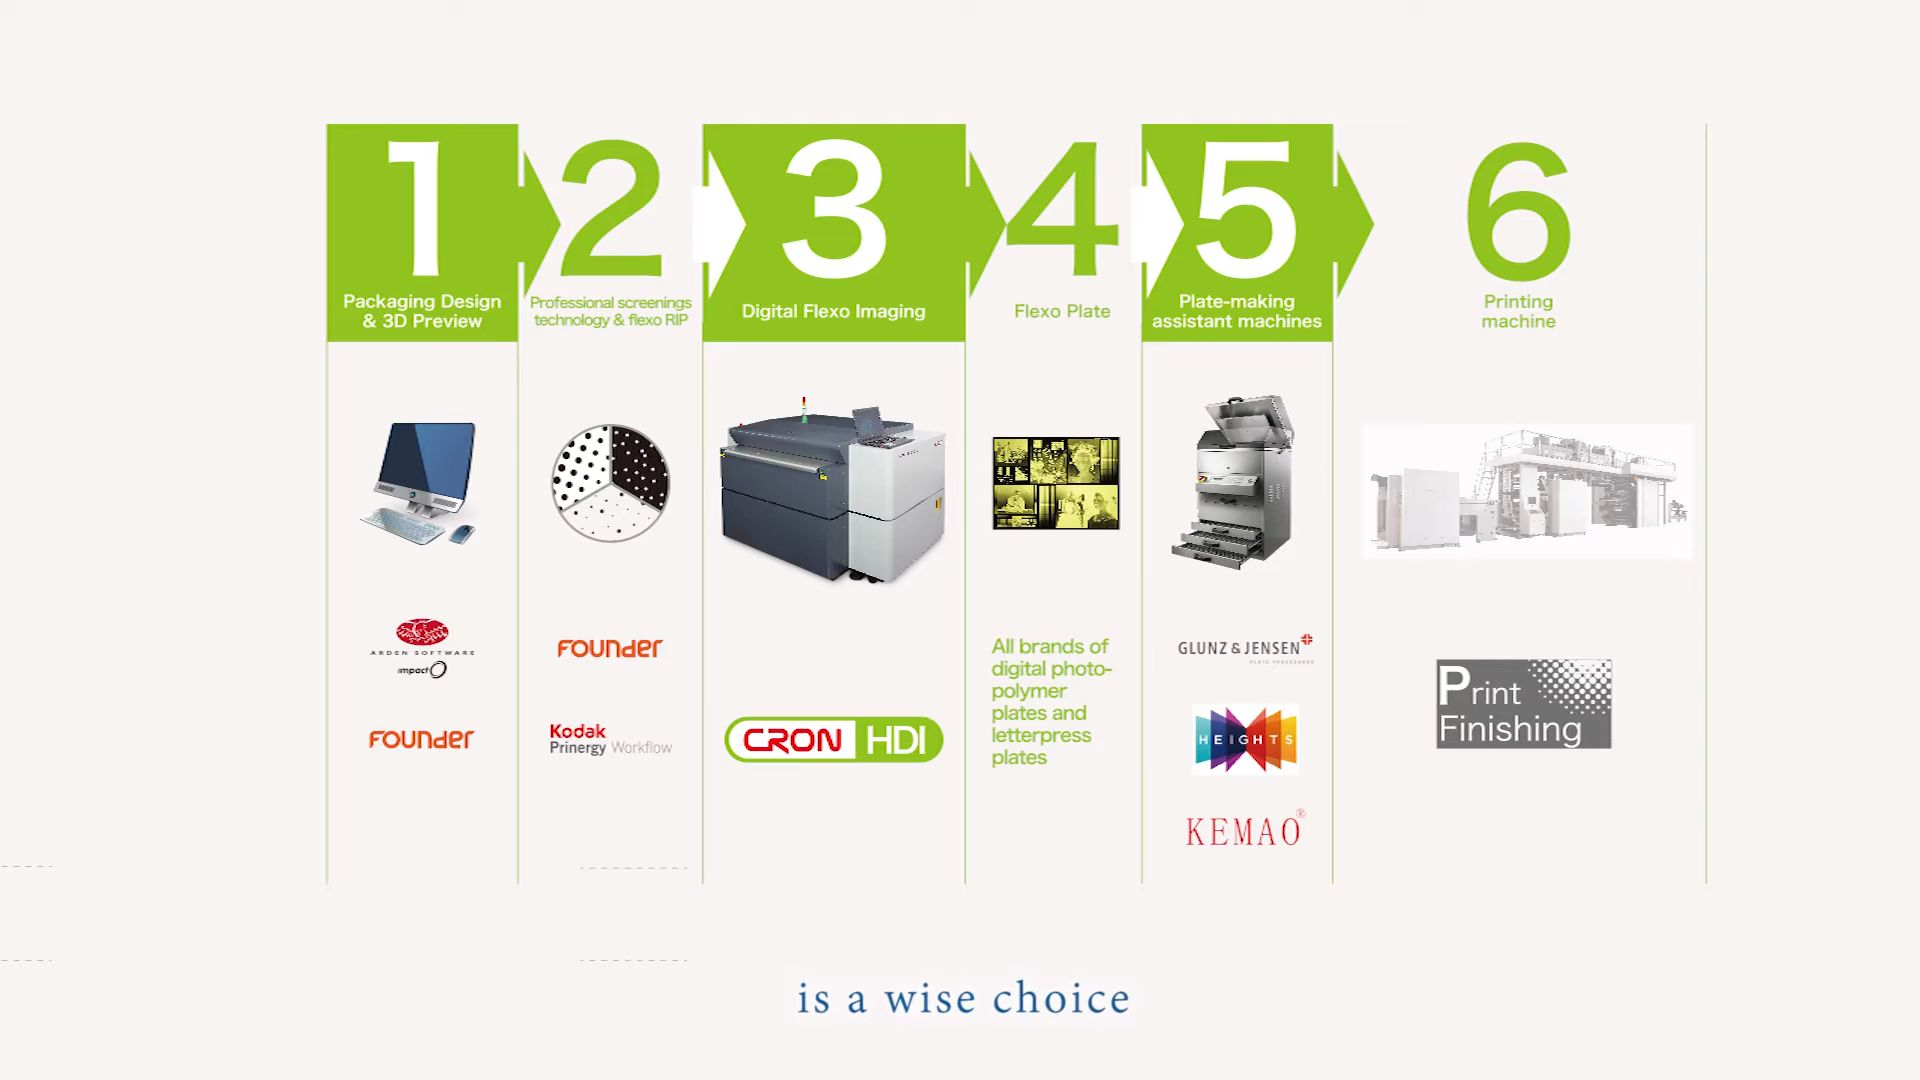 1
Packaging Design
& 3D Preview
2
Professional screenings
technology & flexo RIP
3
Digital Flexo Imaging
4
Flexo Plate
5
Plate-making
assistant machines
6
Printing
machine
ARDEN SOFTWARE
impact
FOUNDER
FOUNDER
Kodak
Prinergy Workflow
CRON HDI
All brands of
digital photo-
polymer
plates and
letterpress
plates
GLUNZ & JENSEN
PLATE PROCESSORS
HEIGHTS
KEMAO®
Print
Finishing
is a wise choice